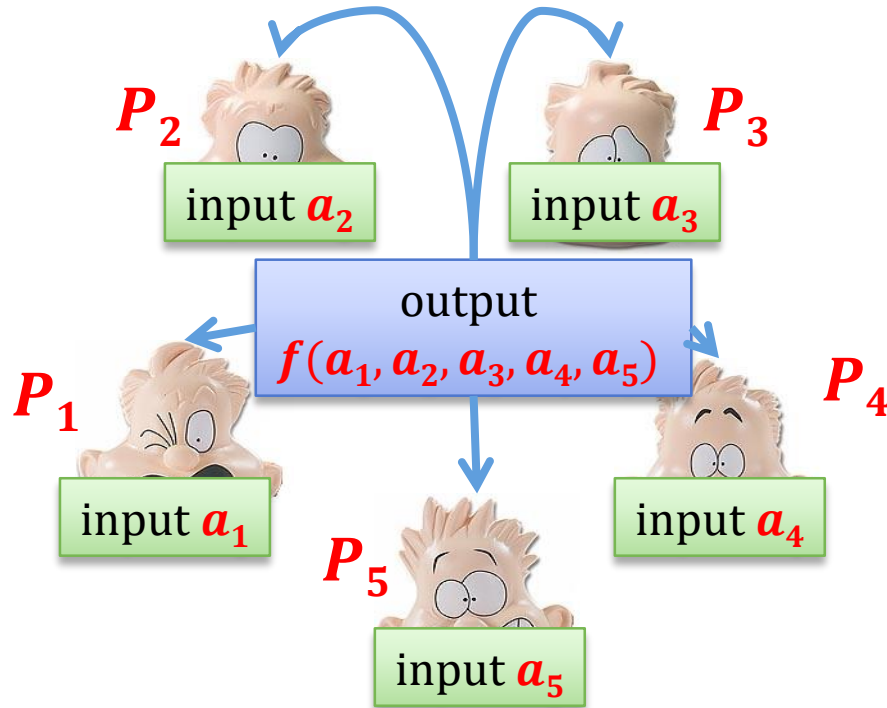 P₂
P₃
input a₂
input a₃
output
f(a₁, a₂, a₃, a₄, a₅)
P₁
P₄
input a₁
input a₄
P₅
input a₅